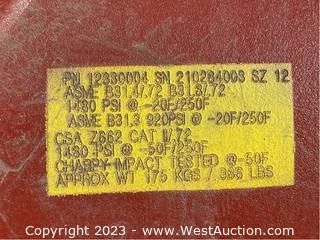 PN 12330004 SN 210284003 SZ 12
ASME B31.4/.72 B31.8/.72
1480 PSI @ -20F/250F
ASME B31.3 920PSI @ -20F/250F
CSA Z662 CAT II/.72
1480 PSI @ -50F/250F
CHARPY IMPACT TESTED @ -50F
APPROX WT 175 KGS / 386 LBS
Copyright 2023 - WestAuction.com